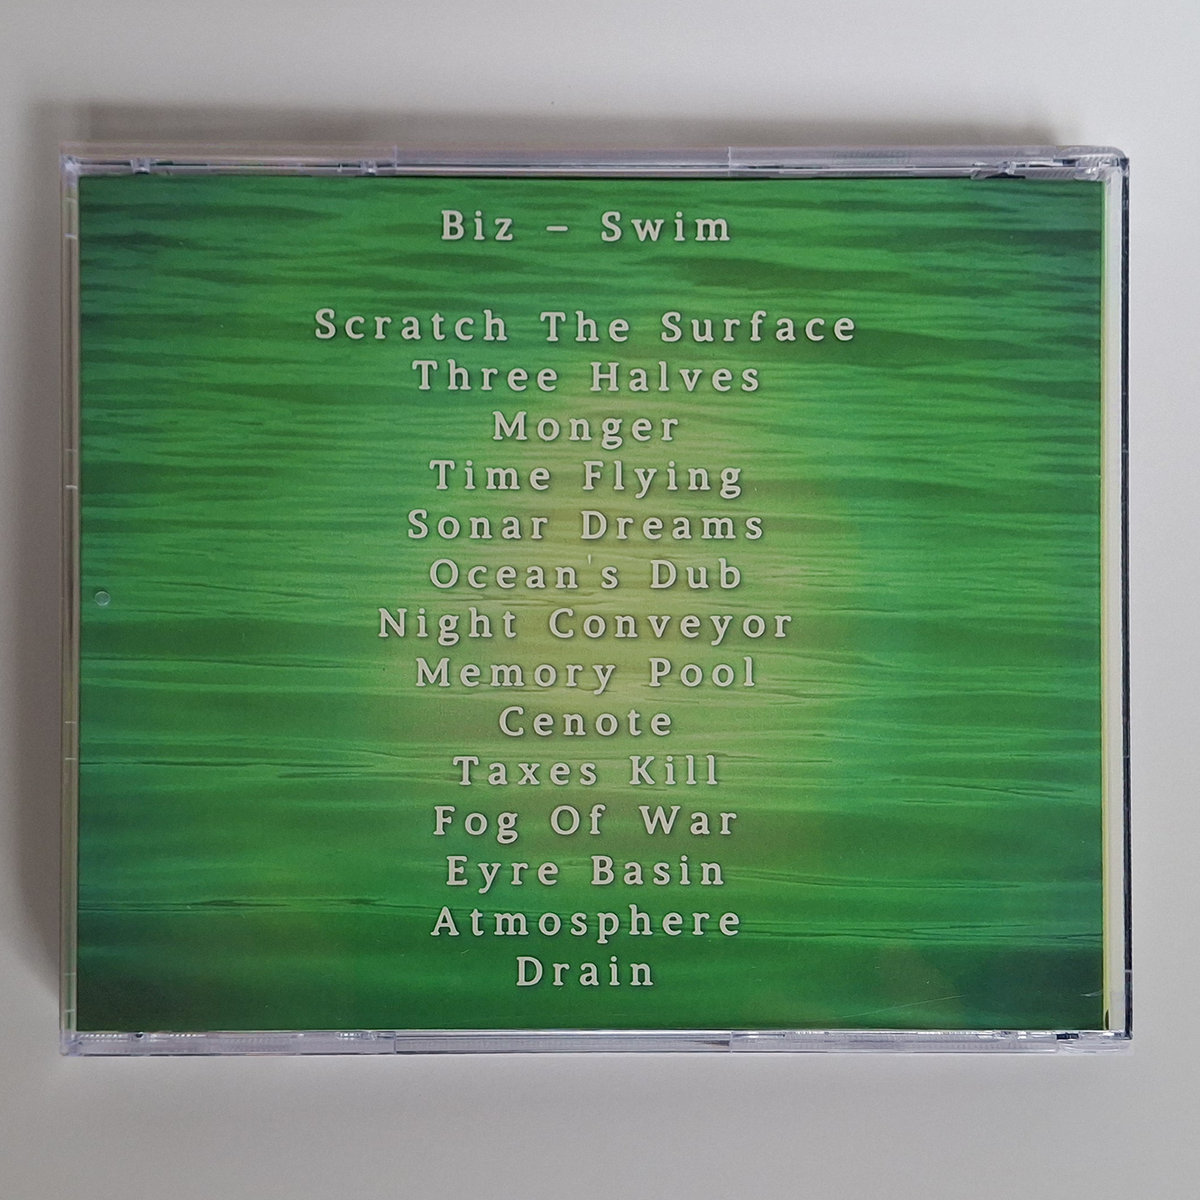 Biz – Swim
Scratch The Surface
Three Halves
Monger
Time Flying
Sonar Dreams
Ocean's Dub
Night Conveyor
Memory Pool
Cenote
Taxes Kill
Fog Of War
Eyre Basin
Atmosphere
Drain